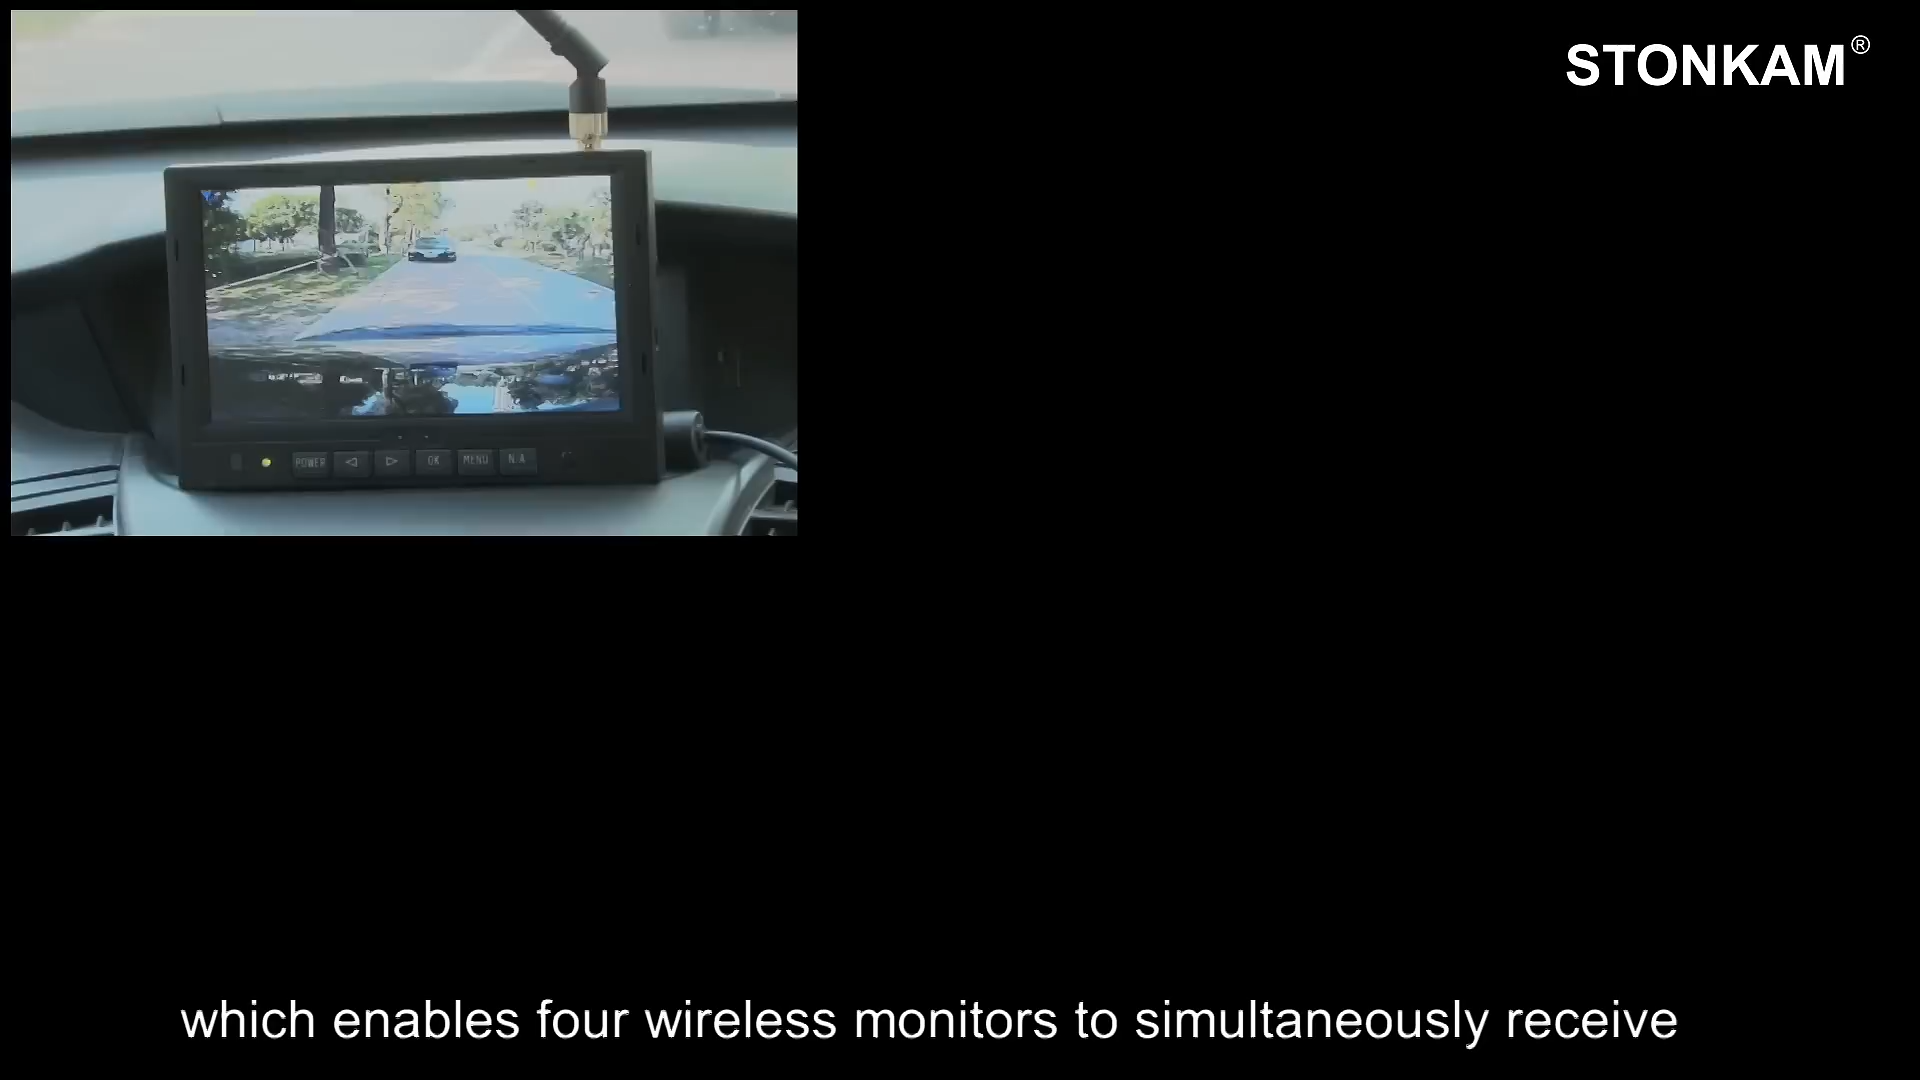 STONKAM®
POWER ◁ ▷ OK MENU N.A
which enables four wireless monitors to simultaneously receive